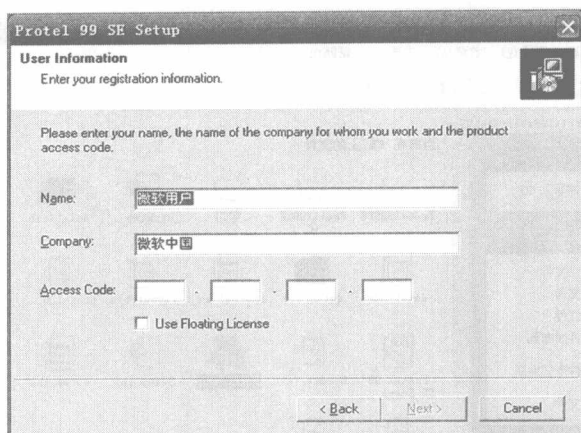 Protel 99 SE Setup
User Information
Enter your registration information.
Please enter your name, the name of the company for whom you work and the product
access code.
Name:
微软用户
Company:
微软中国
Access Code:
Use Floating License
< Back
Next >
Cancel